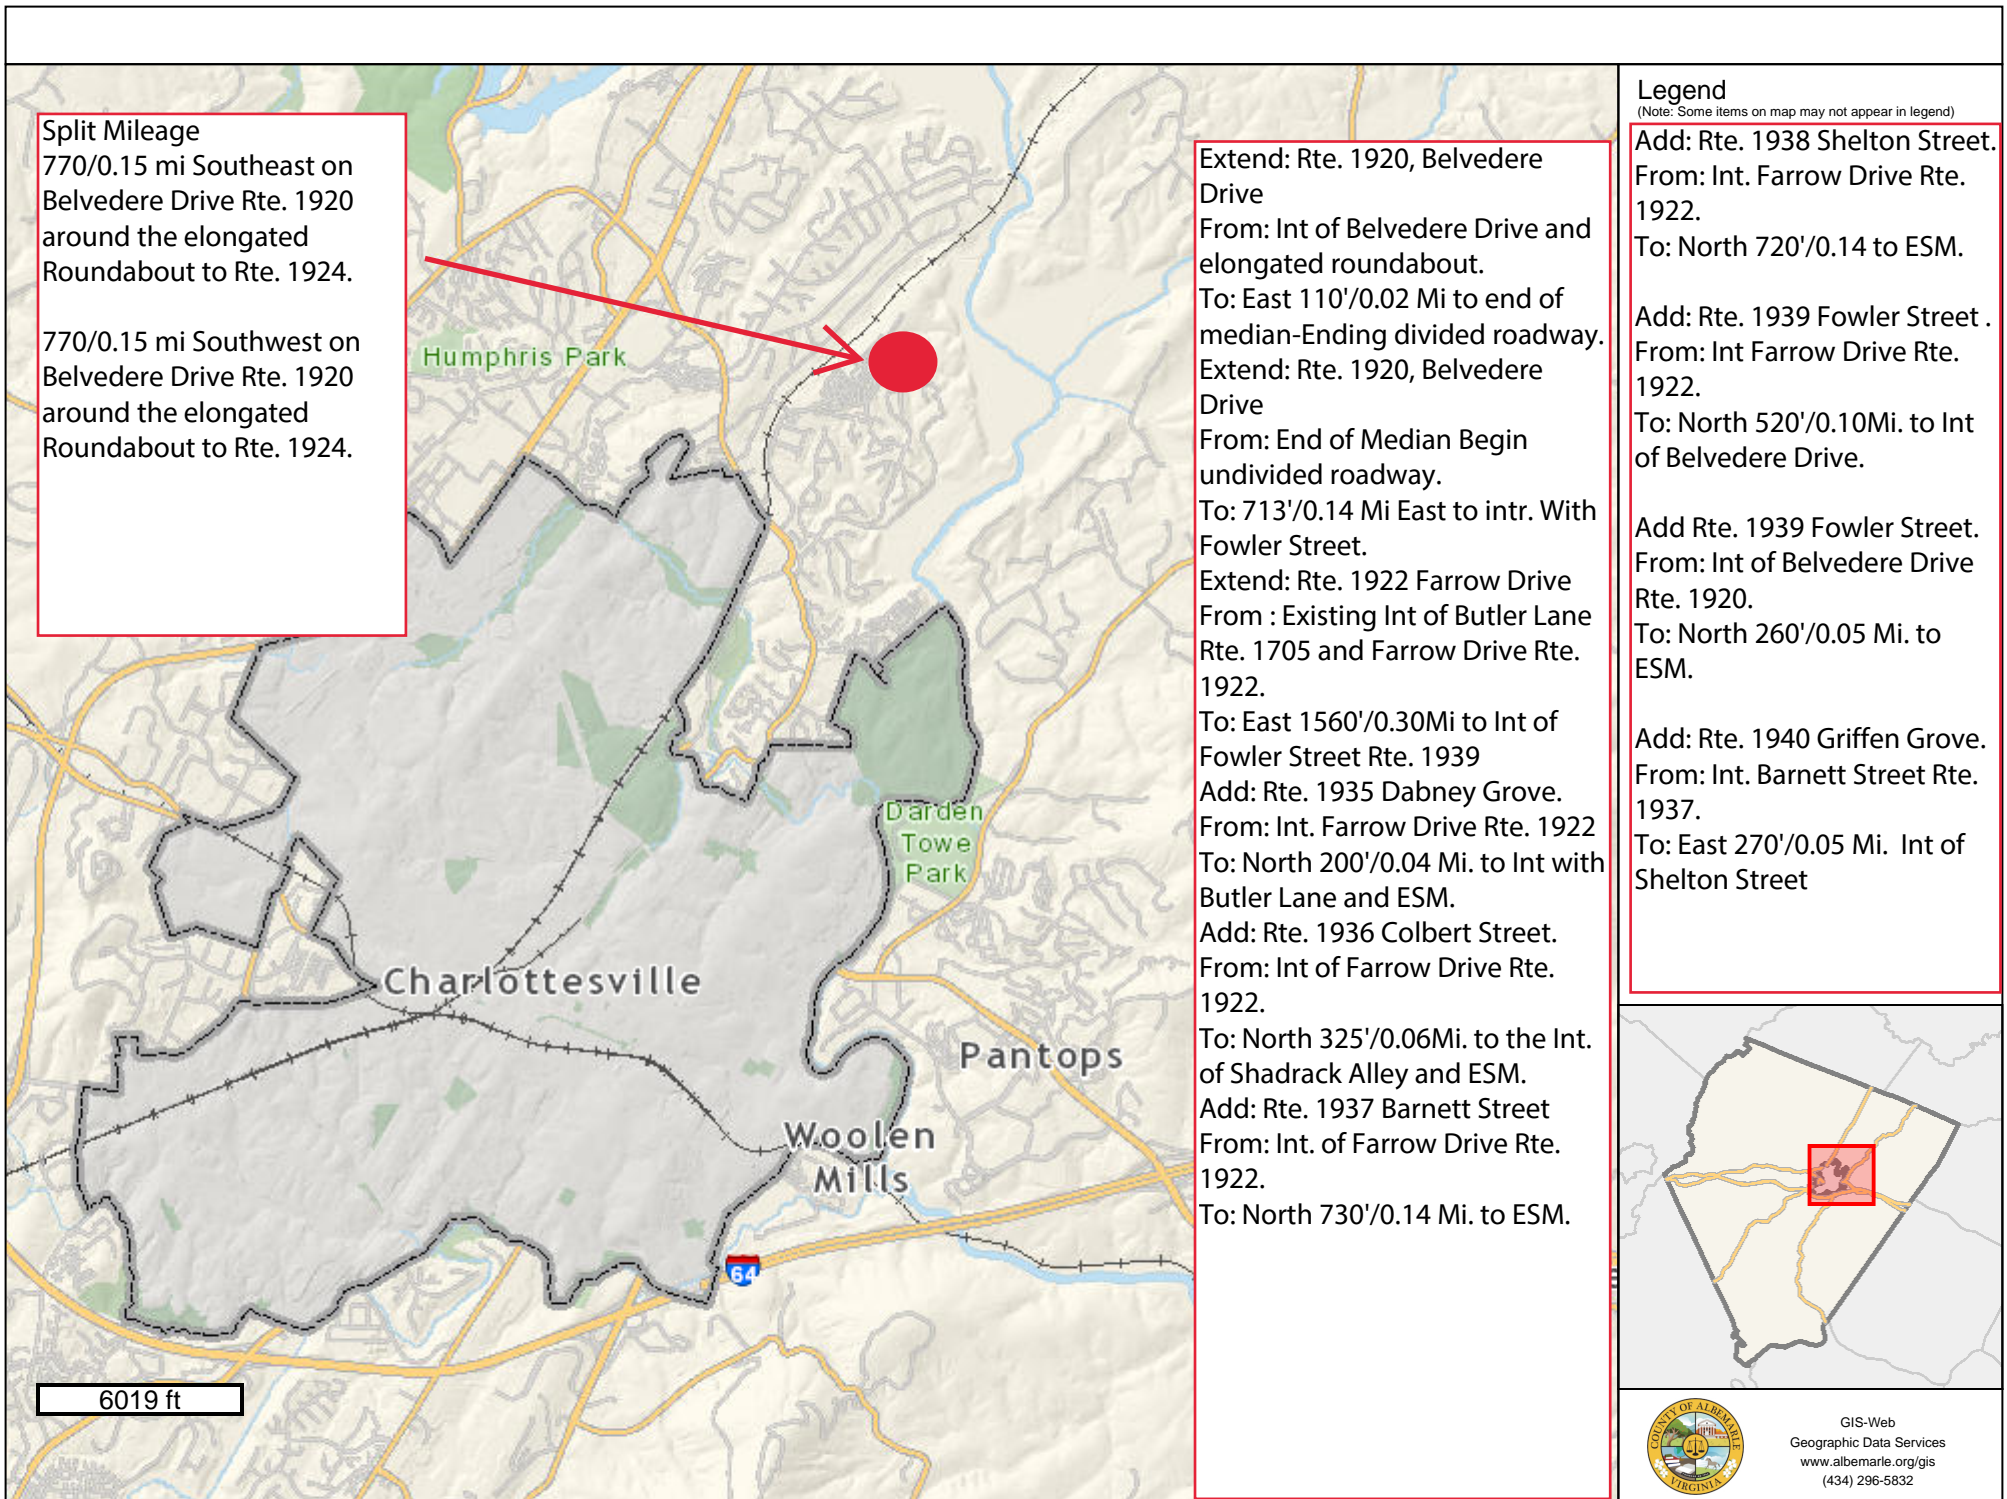 Split Mileage
770/0.15 mi Southeast on
Belvedere Drive Rte. 1920
around the elongated
Roundabout to Rte. 1924.
770/0.15 mi Southwest on
Belvedere Drive Rte. 1920
around the elongated
Roundabout to Rte. 1924.
Humphris Park
Darden
Towe
Park
Charlottesville
Pantops
Woolen
Mills
64
6019 ft
Extend: Rte. 1920, Belvedere
Drive
From: Int of Belvedere Drive and
elongated roundabout.
To: East 110'/0.02 Mi to end of
median-Ending divided roadway.
Extend: Rte. 1920, Belvedere
Drive
From: End of Median Begin
undivided roadway.
To: 713'/0.14 Mi East to intr. With
Fowler Street.
Extend: Rte. 1922 Farrow Drive
From : Existing Int of Butler Lane
Rte. 1705 and Farrow Drive Rte.
1922.
To: East 1560'/0.30Mi to Int of
Fowler Street Rte. 1939
Add: Rte. 1935 Dabney Grove.
From: Int. Farrow Drive Rte. 1922
To: North 200'/0.04 Mi. to Int with
Butler Lane and ESM.
Add: Rte. 1936 Colbert Street.
From: Int of Farrow Drive Rte.
1922.
To: North 325'/0.06Mi. to the Int.
of Shadrack Alley and ESM.
Add: Rte. 1937 Barnett Street
From: Int. of Farrow Drive Rte.
1922.
To: North 730'/0.14 Mi. to ESM.
Legend
(Note: Some items on map may not appear in legend)
Add: Rte. 1938 Shelton Street.
From: Int. Farrow Drive Rte.
1922.
To: North 720'/0.14 to ESM.
Add: Rte. 1939 Fowler Street .
From: Int Farrow Drive Rte.
1922.
To: North 520'/0.10Mi. to Int
of Belvedere Drive.
Add Rte. 1939 Fowler Street.
From: Int of Belvedere Drive
Rte. 1920.
To: North 260'/0.05 Mi. to
ESM.
Add: Rte. 1940 Griffen Grove.
From: Int. Barnett Street Rte.
1937.
To: East 270'/0.05 Mi.  Int of
Shelton Street
COUNTY OF ALBEMARLE
VIRGINIA
GIS-Web
Geographic Data Services
www.albemarle.org/gis
(434) 296-5832